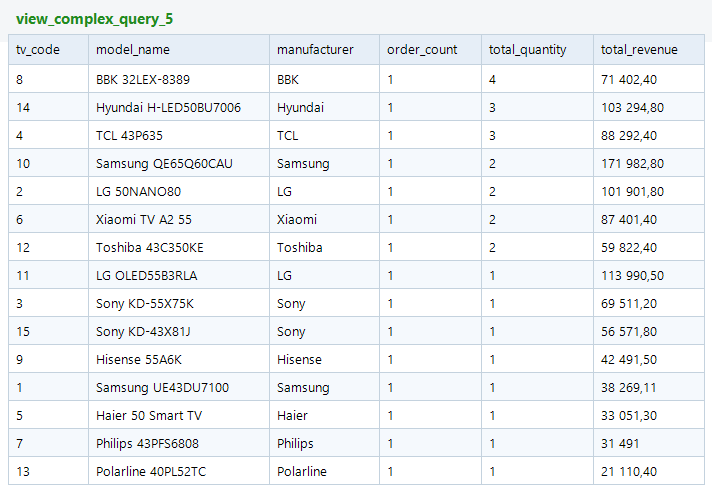 view_complex_query_5
tv_code model_name manufacturer order_count total_quantity total_revenue
8 BBK 32LEX-8389 BBK 1 4 71 402,40
14 Hyundai H-LED50BU7006 Hyundai 1 3 103 294,80
4 TCL 43P635 TCL 1 3 88 292,40
10 Samsung QE65Q60CAU Samsung 1 2 171 982,80
2 LG 50NANO80 LG 1 2 101 901,80
6 Xiaomi TV A2 55 Xiaomi 1 2 87 401,40
12 Toshiba 43C350KE Toshiba 1 2 59 822,40
11 LG OLED55B3RLA LG 1 1 113 990,50
3 Sony KD-55X75K Sony 1 1 69 511,20
15 Sony KD-43X81J Sony 1 1 56 571,80
9 Hisense 55A6K Hisense 1 1 42 491,50
1 Samsung UE43DU7100 Samsung 1 1 38 269,11
5 Haier 50 Smart TV Haier 1 1 33 051,30
7 Philips 43PFS6808 Philips 1 1 31 491
13 Polarline 40PL52TC Polarline 1 1 21 110,40